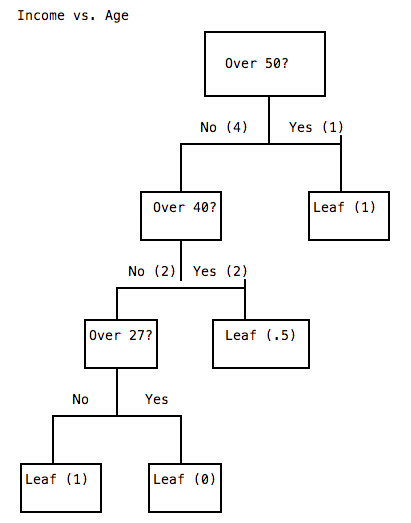 Income vs. Age
Over 50?
No (4)
Yes (1)
Over 40?
Leaf (1)
No (2)
Yes (2)
Over 27?
Leaf (.5)
No
Yes
Leaf (1)
Leaf (0)